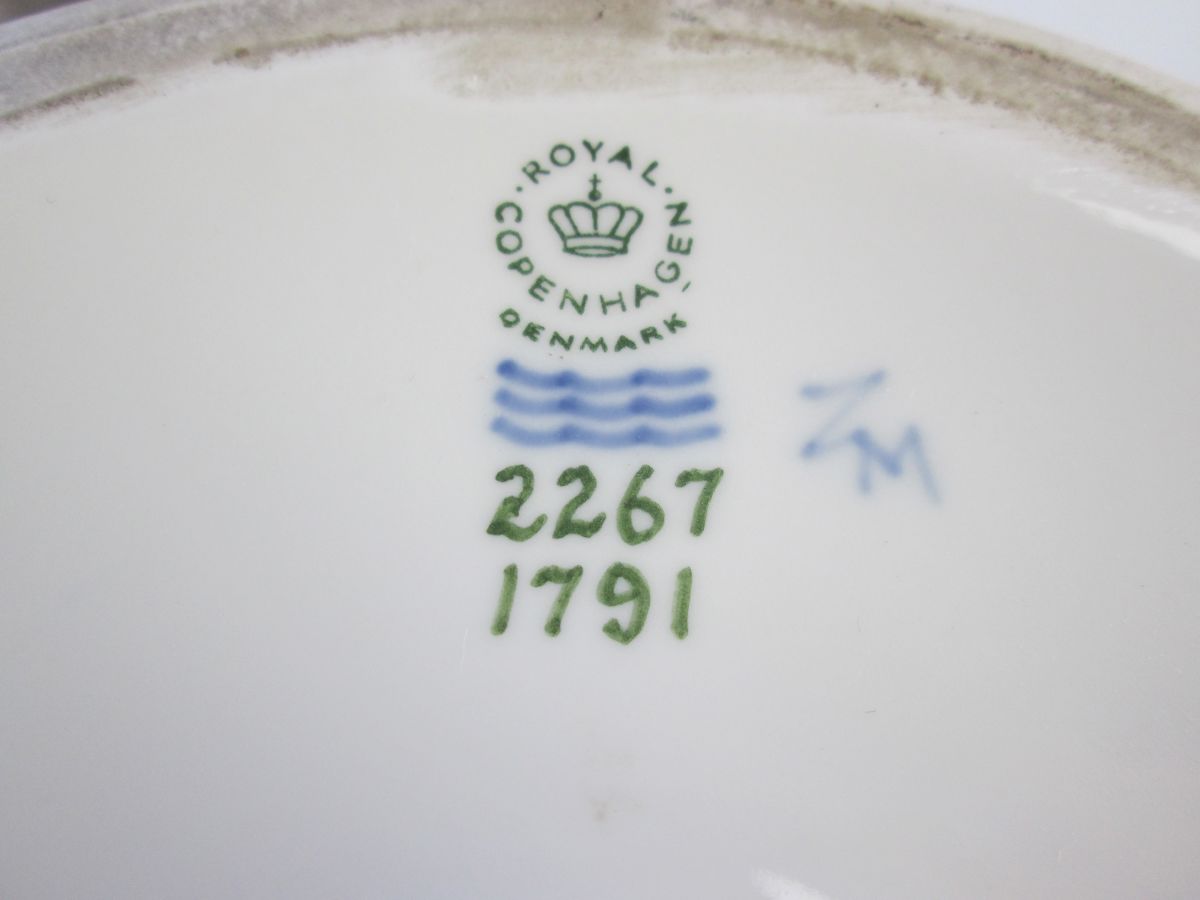 ROYAL
COPENHAGEN
DENMARK
ZM
2267
1791